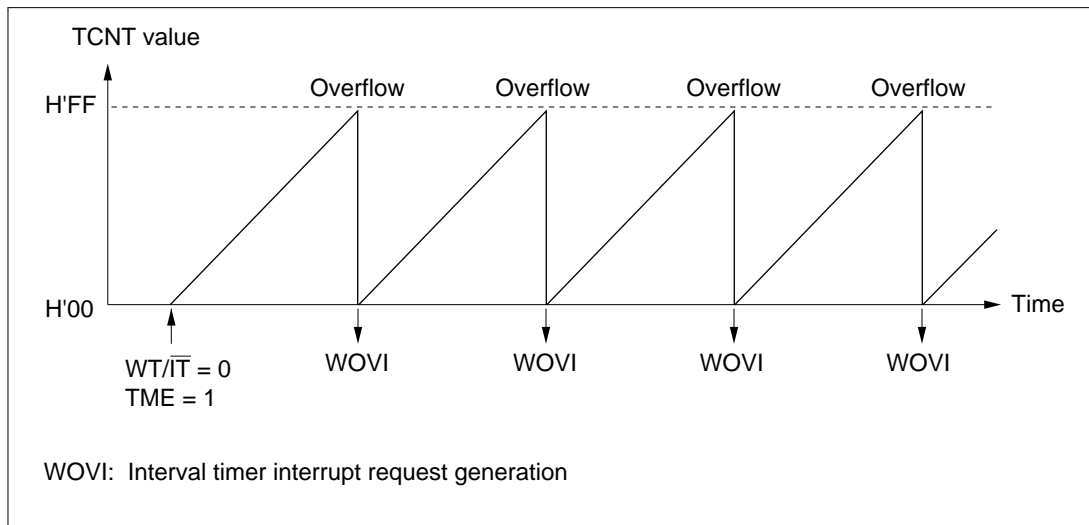 TCNT value
Overflow Overflow Overflow Overflow
H'FF
H'00
Time
WT/I̅T̅ = 0
TME = 1
WOVI WOVI WOVI WOVI
WOVI: Interval timer interrupt request generation